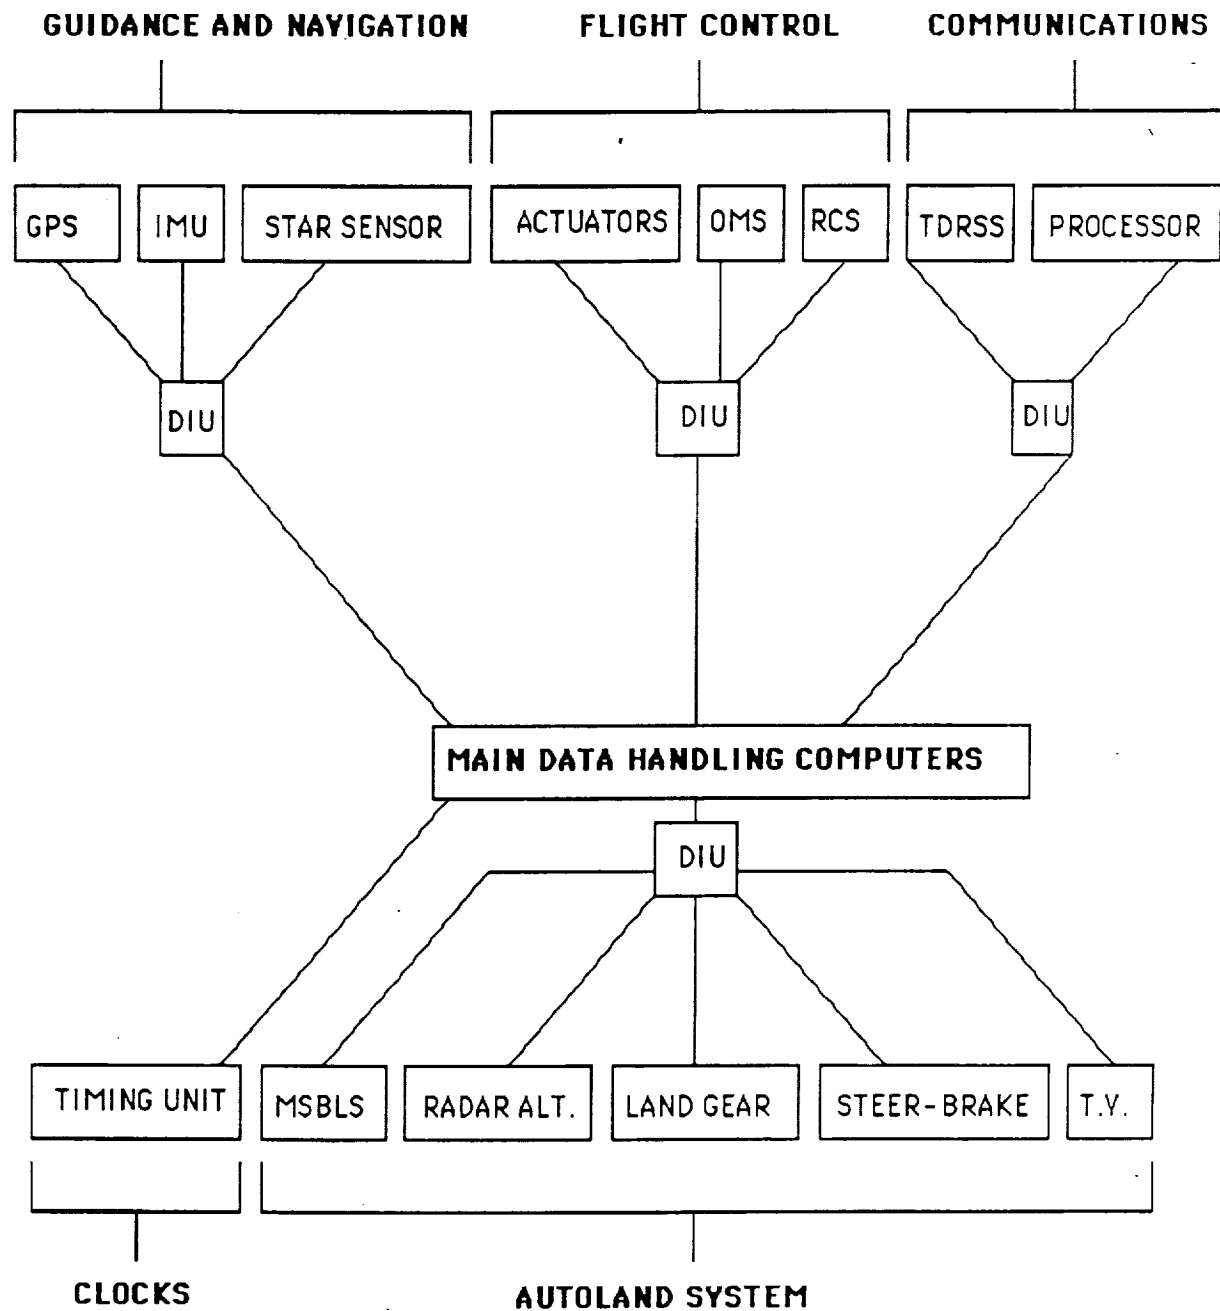 GUIDANCE AND NAVIGATION
FLIGHT CONTROL
COMMUNICATIONS
GPS
IMU
STAR SENSOR
ACTUATORS
OMS
RCS
TDRSS
PROCESSOR
DIU
DIU
DIU
MAIN DATA HANDLING COMPUTERS
DIU
TIMING UNIT
MSBLS
RADAR ALT.
LAND GEAR
STEER-BRAKE
T.V.
CLOCKS
AUTOLAND SYSTEM